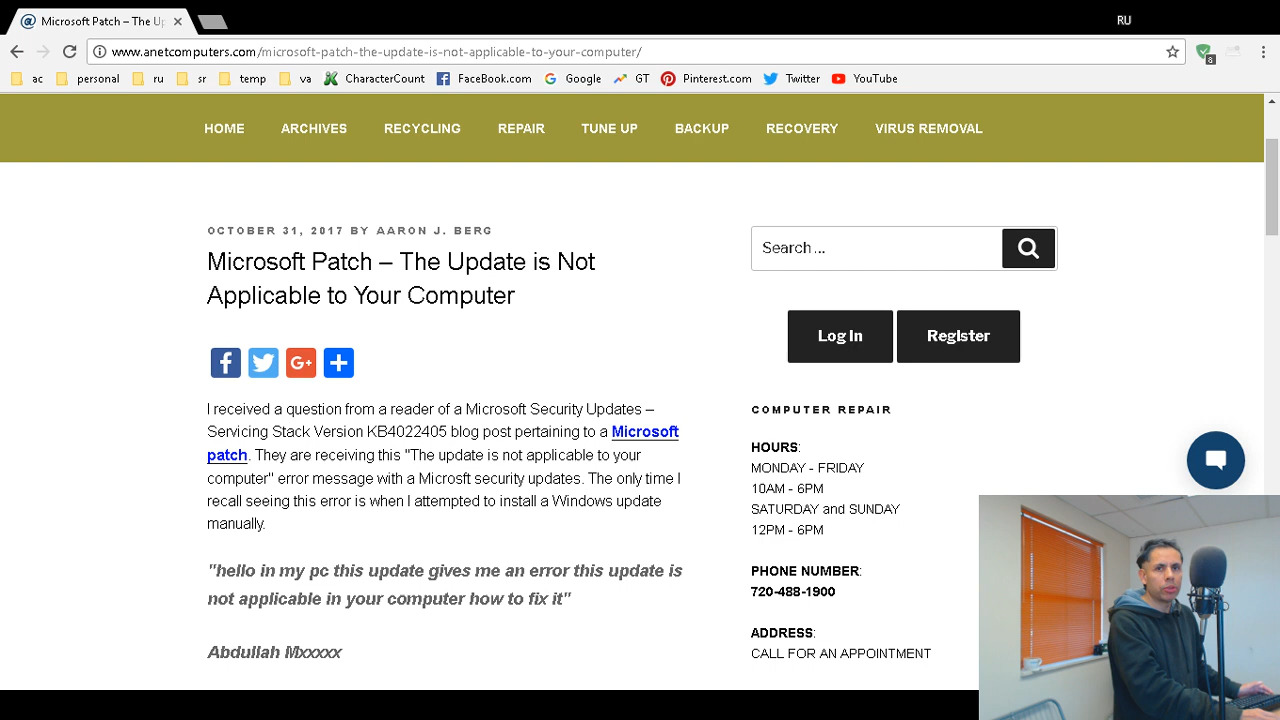 Microsoft Patch – The Up
RU
www.anetcomputers.com/microsoft-patch-the-update-is-not-applicable-to-your-computer/
8
ac personal ru sr temp va CharacterCount FaceBook.com Google GT Pinterest.com Twitter YouTube
HOME ARCHIVES RECYCLING REPAIR TUNE UP BACKUP RECOVERY VIRUS REMOVAL
OCTOBER 31, 2017 BY AARON J. BERG
Microsoft Patch – The Update is Not
Applicable to Your Computer
I received a question from a reader of a Microsoft Security Updates –
Servicing Stack Version KB4022405 blog post pertaining to a Microsoft
patch. They are receiving this "The update is not applicable to your
computer" error message with a Microsft security updates. The only time I
recall seeing this error is when I attempted to install a Windows update
manually.
"hello in my pc this update gives me an error this update is
not applicable in your computer how to fix it"
Abdullah Mxxxxx
Search ...
Log In Register
COMPUTER REPAIR
HOURS:
MONDAY - FRIDAY
10AM - 6PM
SATURDAY and SUNDAY
12PM - 6PM
PHONE NUMBER:
720-488-1900
ADDRESS:
CALL FOR AN APPOINTMENT